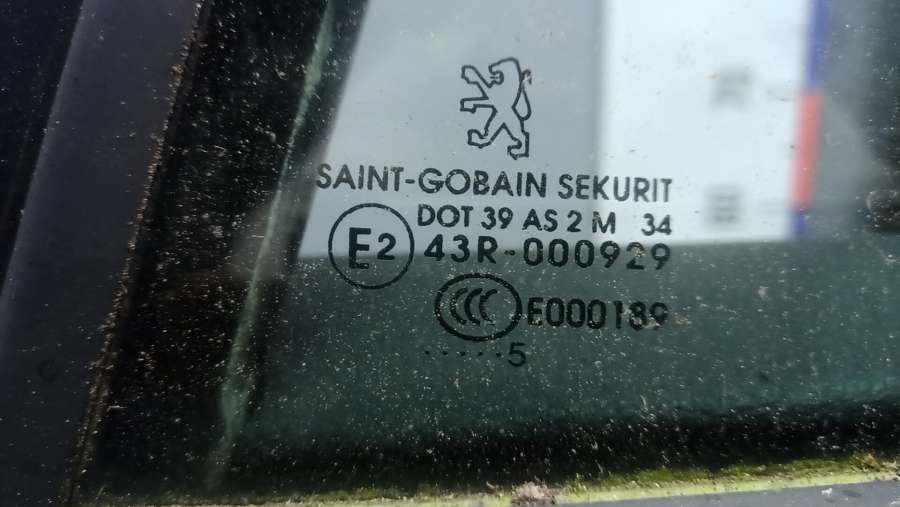 SAINT-GOBAIN SEKURIT
DOT 39 AS 2 M 34
E2 43R-000929
CCC E000189
.....5